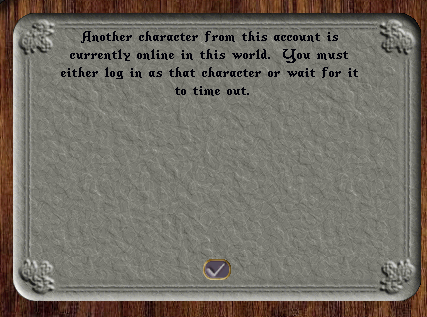 Another character from this account is
currently online in this world. You must
either log in as that character or wait for it
to time out.